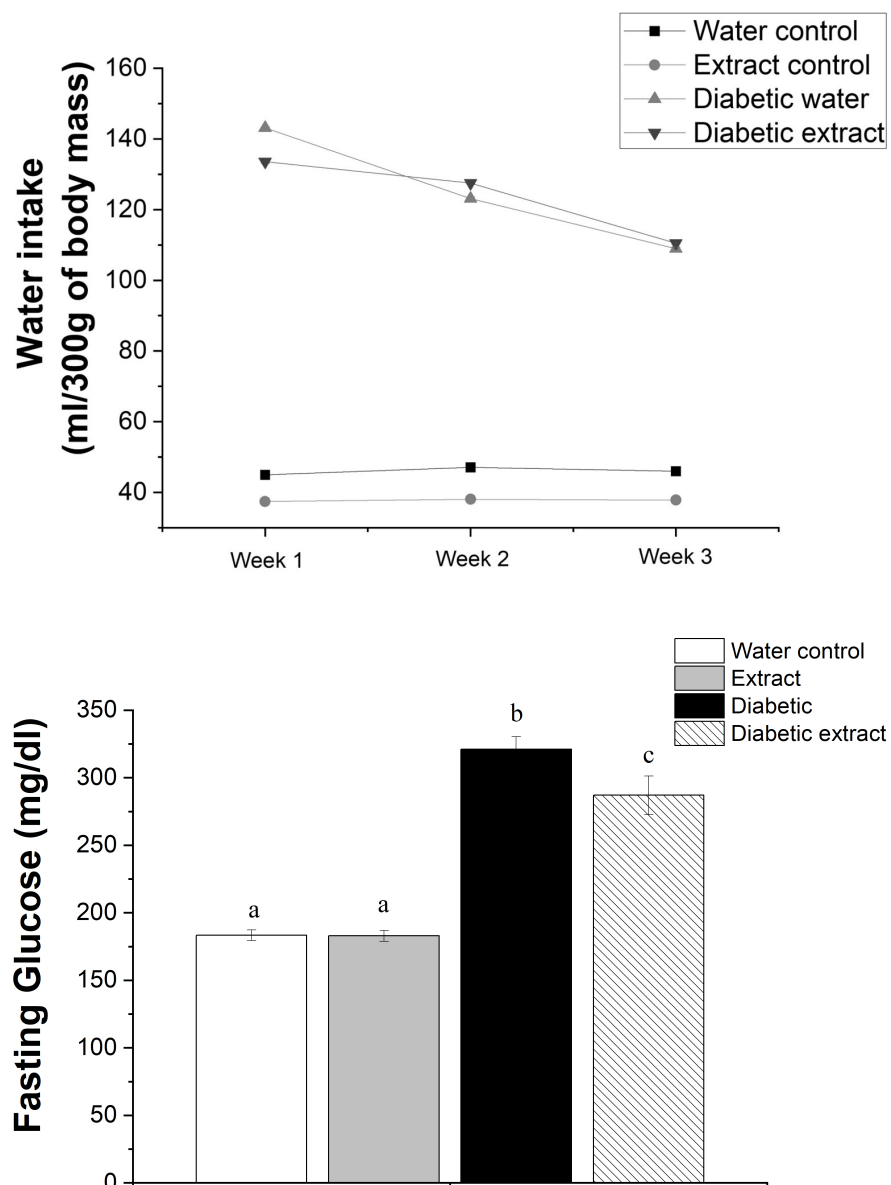 Water control
Extract control
Diabetic water
Diabetic extract
160
140
120
100
80
60
40
Water intake
(ml/300g of body mass)
Week 1
Week 2
Week 3
Water control
Extract
Diabetic
Diabetic extract
350
300
250
200
150
100
50
0
Fasting Glucose (mg/dl)
a
a
b
c